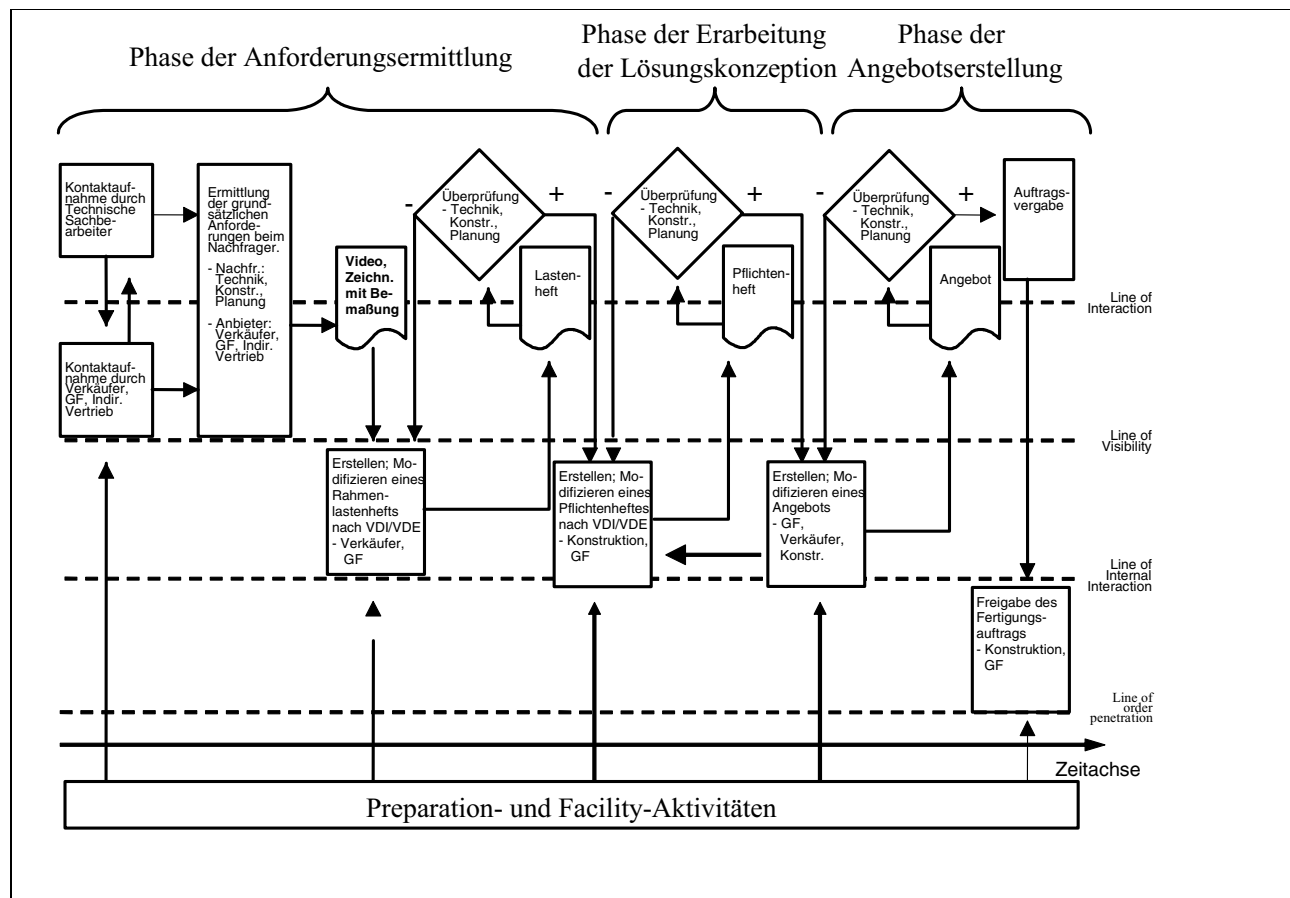 Phase der Anforderungsermittlung
Phase der Erarbeitung
der Lösungskonzeption
Phase der
Angebotserstellung
Kontaktauf-
nahme durch
Technische
Sachbe-
arbeiter
Kontaktauf-
nahme durch
Verkäufer,
GF, Indir.
Vertrieb
Ermittlung
der grund-
sätzlichen
Anforde-
rungen beim
Nachfrager.
- Nachfr.:
Technik,
Konstr.,
Planung
- Anbieter:
Verkäufer,
GF, Indir.
Vertrieb
Video,
Zeichn.
mit Be-
maßung
-
Überprüfung
- Technik,
Konstr.,
Planung
+
Lasten-
heft
-
Überprüfung
- Technik,
Konstr.,
Planung
+
Pflichten-
heft
-
Überprüfung
- Technik,
Konstr.,
Planung
+
Angebot
Auftrags-
vergabe
Line of
Interaction
Line of
Visibility
Erstellen; Mo-
difizieren eines
Rahmen-
lastenhefts
nach VDI/VDE
- Verkäufer,
GF
Erstellen; Mo-
difizieren eines
Pflichtenheftes
nach VDI/VDE
- Konstruktion,
GF
Erstellen; Mo-
difizieren eines
Angebots
- GF,
Verkäufer,
Konstr.
Line of
Internal
Interaction
Freigabe des
Fertigungs-
auftrags
- Konstruktion,
GF
Line of
order
penetration
Zeitachse
Preparation- und Facility-Aktivitäten